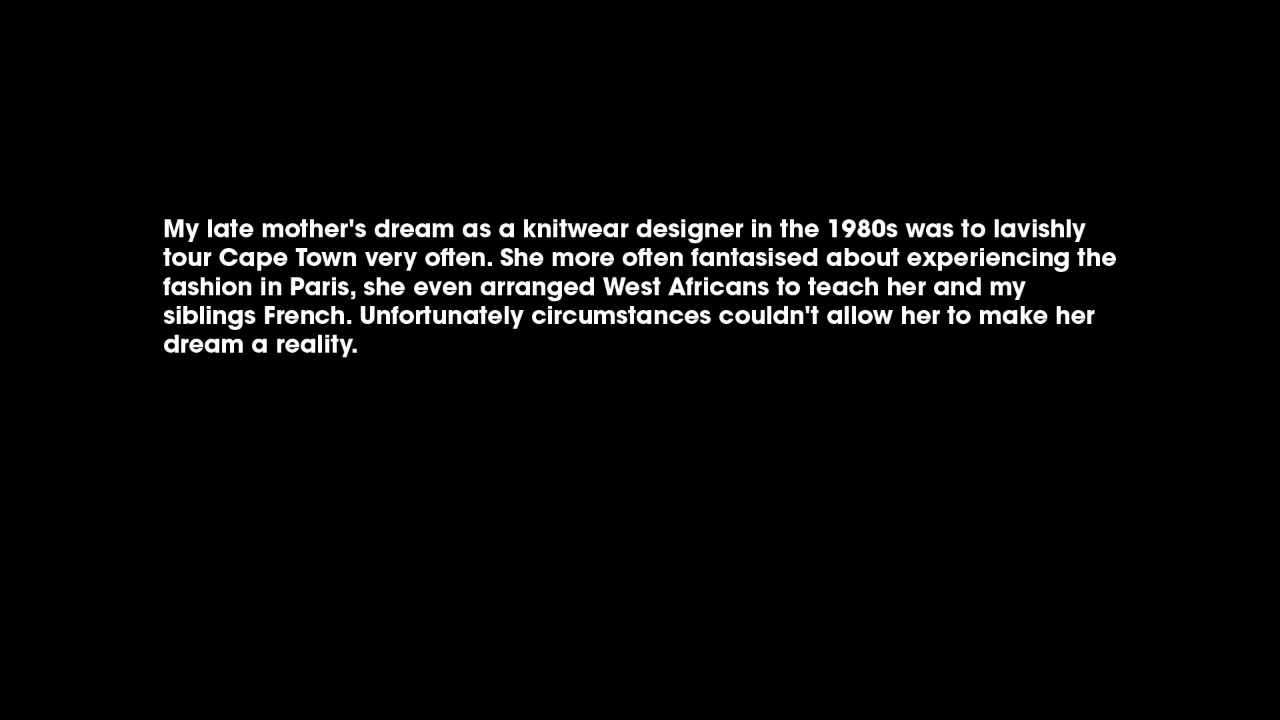 My late mother's dream as a knitwear designer in the 1980s was to lavishly
tour Cape Town very often. She more often fantasised about experiencing the
fashion in Paris, she even arranged West Africans to teach her and my
siblings French. Unfortunately circumstances couldn't allow her to make her
dream a reality.